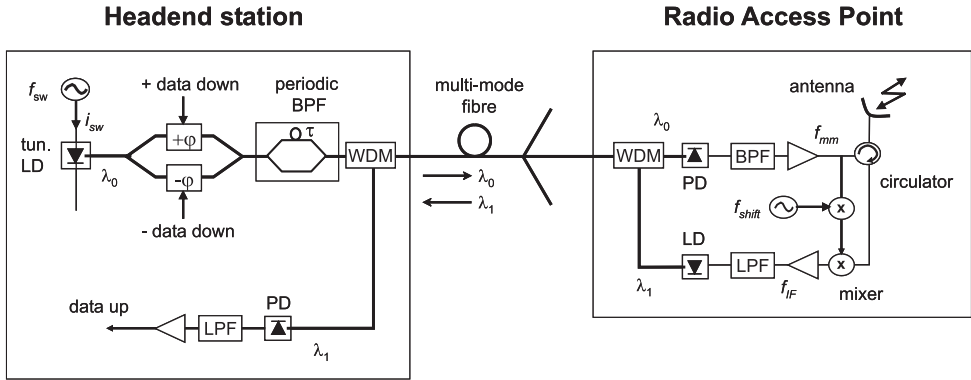 Headend station
Radio Access Point
f_sw
+ data down
periodic
BPF
τ
multi-mode
fibre
antenna
i_sw
+φ
tun.
LD
λ0
-φ
WDM
λ0
λ1
- data down
λ0
WDM
PD
BPF
f_mm
circulator
f_shift
x
LD
LPF
f_IF
x
mixer
λ1
data up
LPF
PD
λ1